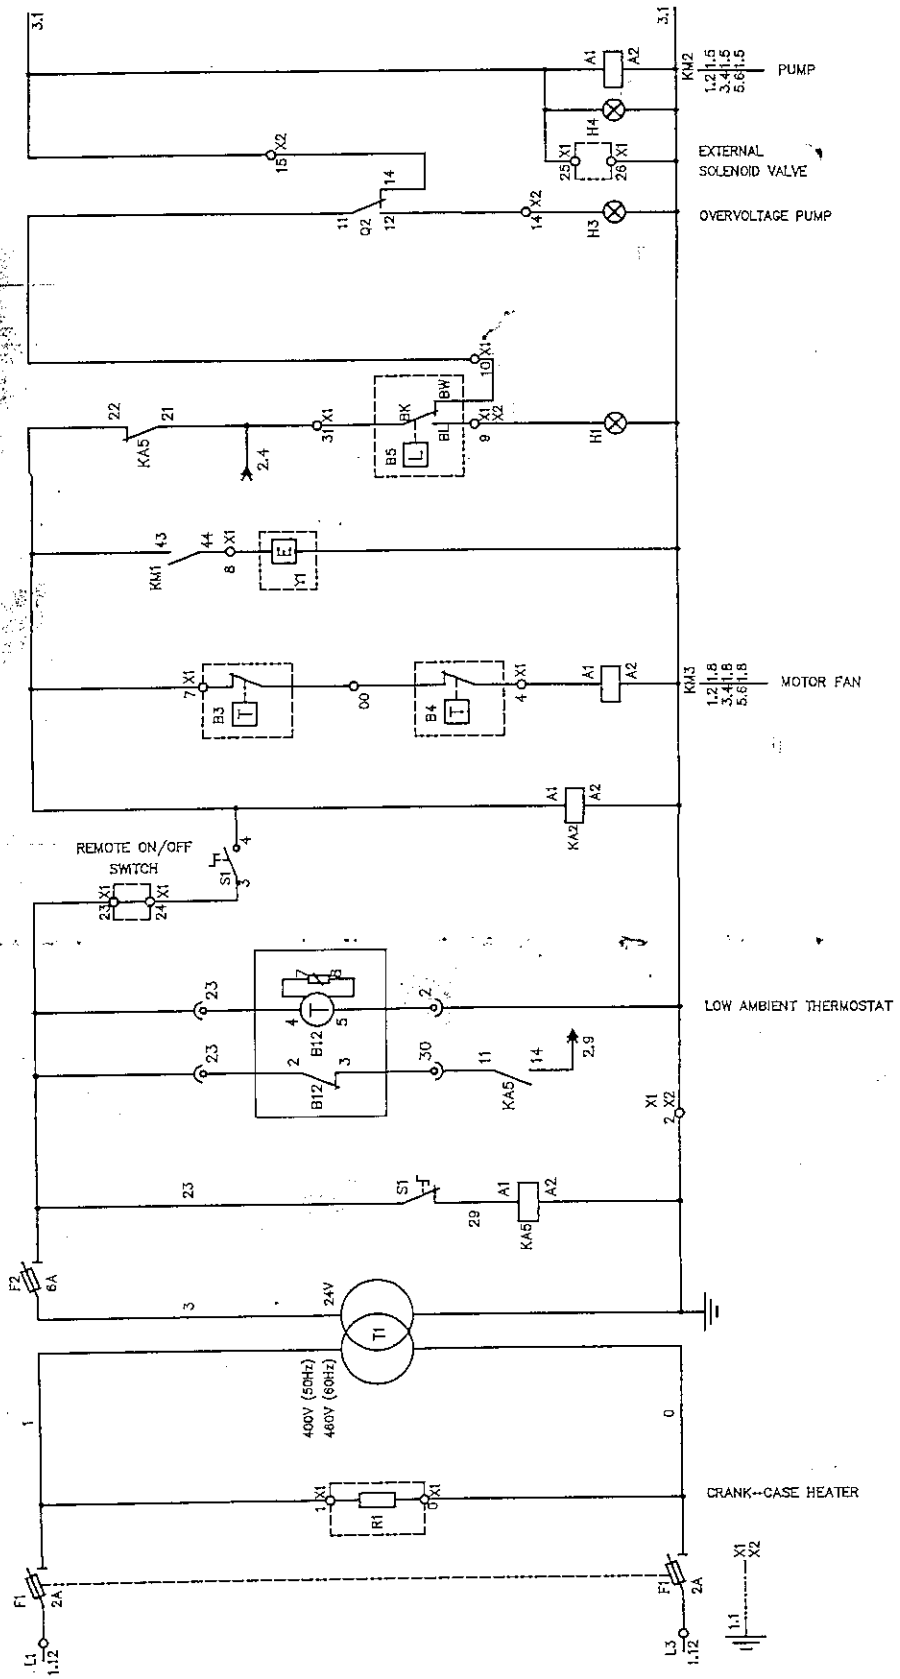 3.1
3.1
A1
A2
KM2
1.2 1.5
3.4 1.5
5.6 1.5
PUMP
H4
X2
15
25 X1
26 X1
EXTERNAL
SOLENOID VALVE
14
11
Q2
12
X2
14
H3
OVERVOLTAGE PUMP
X1
10
22
21
KA5
2.4
X1
31
BK
BW
B5
L
BL
X1
X2
9
H1
43
44
KM1
X1
8
E
Y1
X1
7
B3
T
00
B4
T
X1
4
A1
A2
KM3
1.2 1.8
3.4 1.8
5.6 1.8
MOTOR FAN
A1
A2
KA2
REMOTE ON/OFF
SWITCH
4
S1
3
23 X1
24 X1
23
7
8
4
T
5
B12
2
LOW AMBIENT THERMOSTAT
23
2
3
B12
30
11
14
KA5
2.9
X1
X2
2
23
S1
29
A1
A2
KA5
F2
6A
3
24V
T1
400V (50Hz)
460V (60Hz)
1
0
1 X1
R1
0 X1
CRANK-CASE HEATER
F1
2A
F1
2A
L1
1.12
L3
1.12
1.1
X1
X2